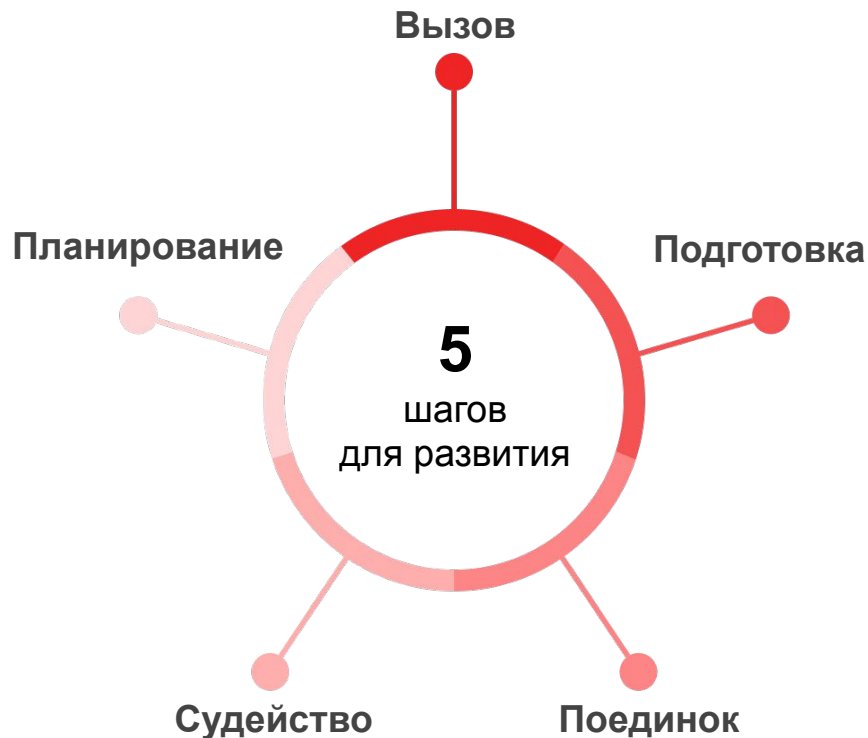 Вызов
Планирование
Подготовка
5
шагов
для развития
Судейство
Поединок